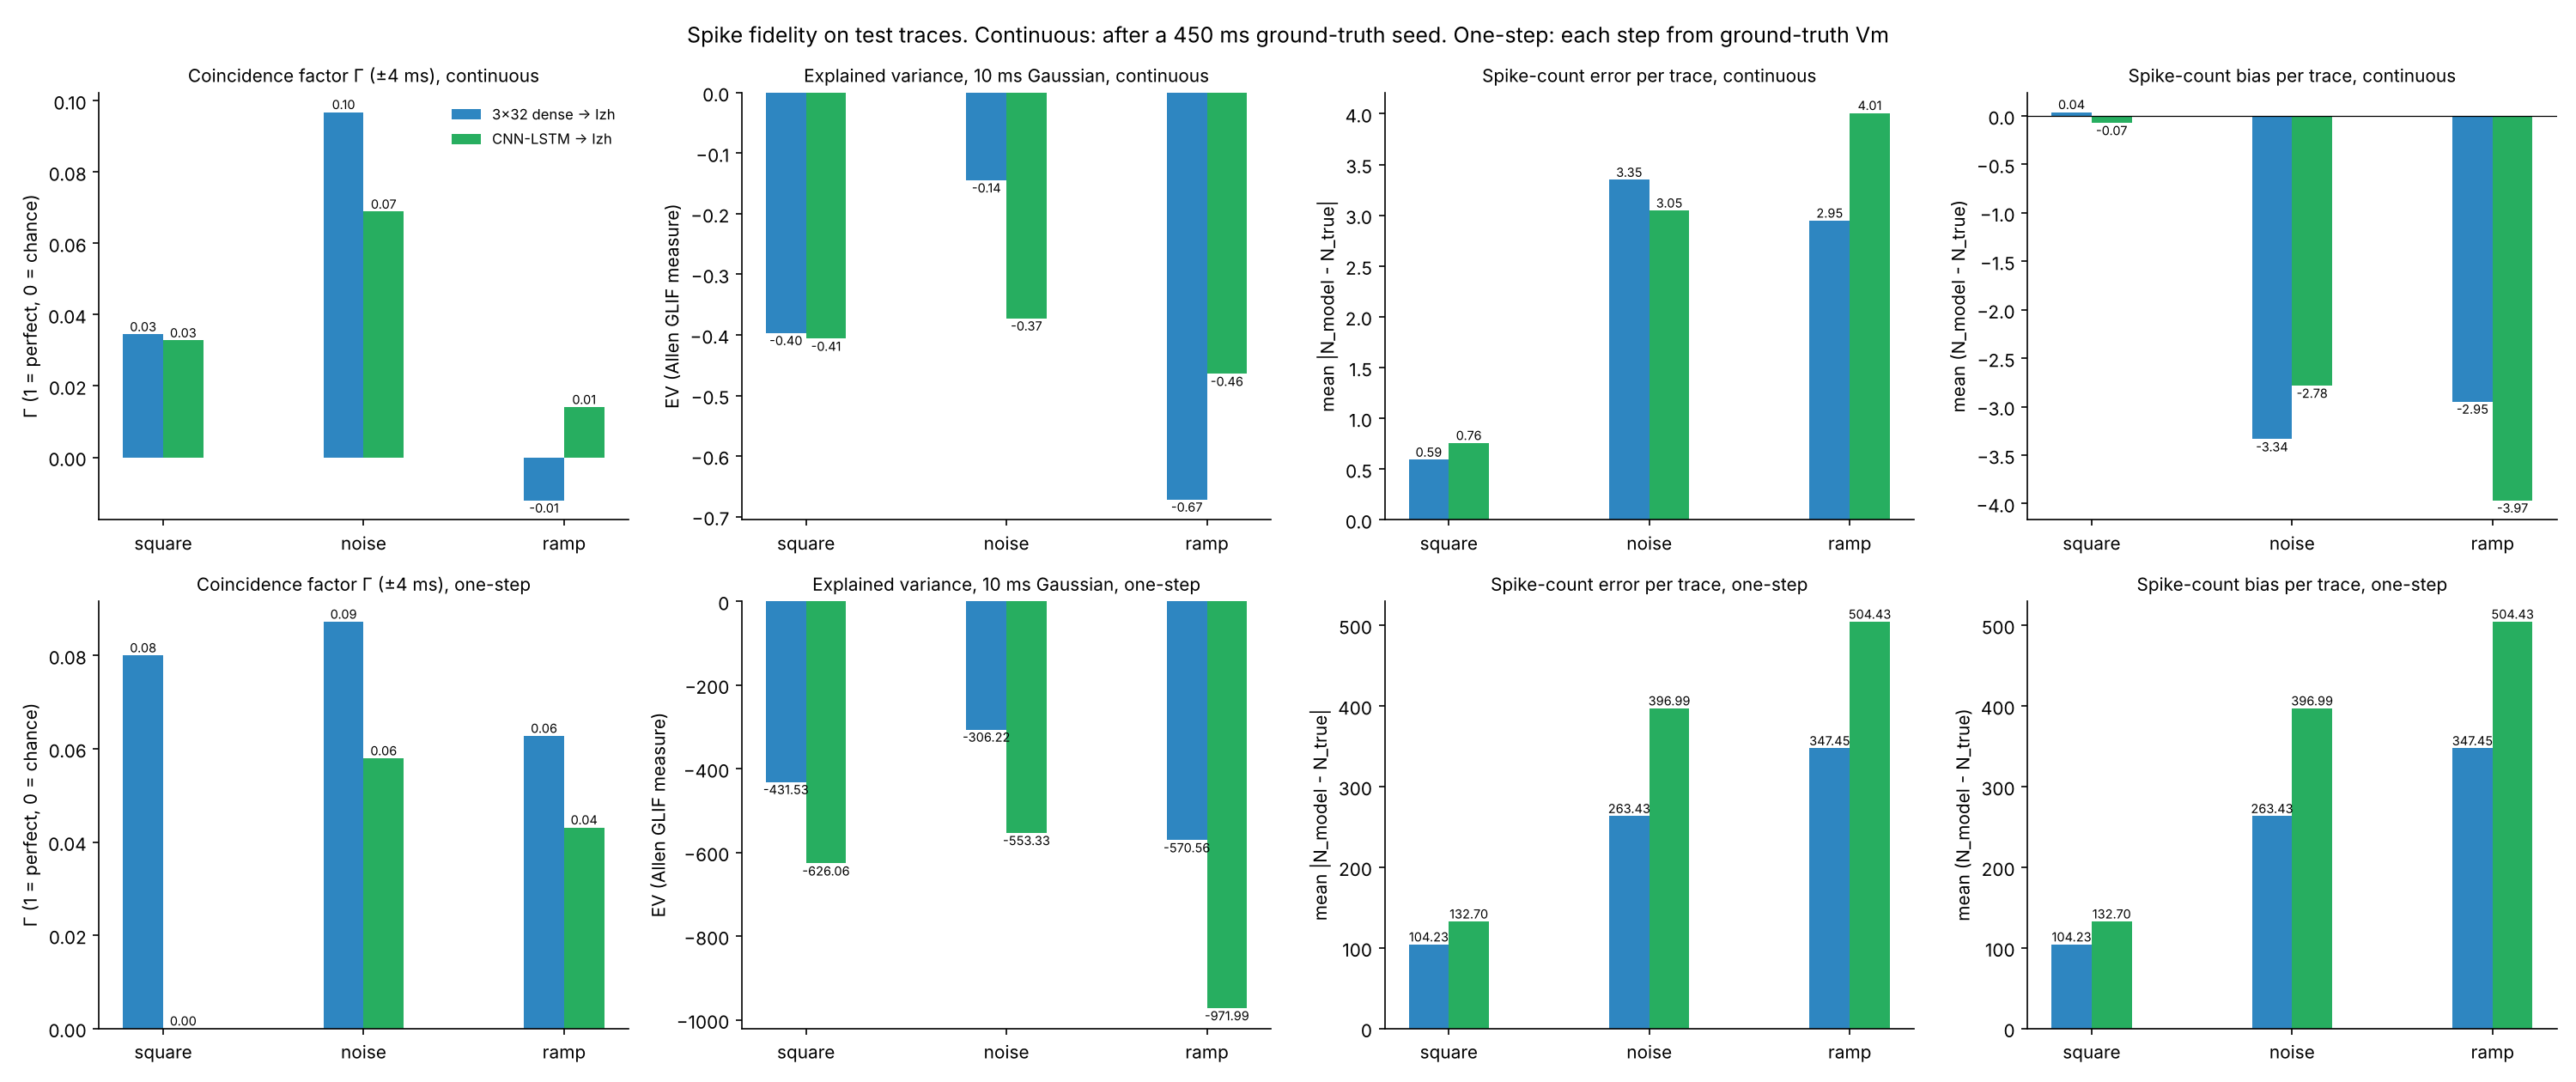 Spike fidelity on test traces. Continuous: after a 450 ms ground-truth seed. One-step: each step from ground-truth Vm
Coincidence factor Γ (±4 ms), continuous
Γ (1 = perfect, 0 = chance)
0.10
0.08
0.06
0.04
0.02
0.00
3×32 dense → Izh
CNN-LSTM → Izh
0.03
0.03
0.10
0.07
-0.01
0.01
square
noise
ramp
Explained variance, 10 ms Gaussian, continuous
EV (Allen GLIF measure)
0.0
−0.1
−0.2
−0.3
−0.4
−0.5
−0.6
−0.7
-0.40
-0.41
-0.14
-0.37
-0.67
-0.46
square
noise
ramp
Spike-count error per trace, continuous
mean |N_model - N_true|
4.0
3.5
3.0
2.5
2.0
1.5
1.0
0.5
0.0
0.59
0.76
3.35
3.05
2.95
4.01
square
noise
ramp
Spike-count bias per trace, continuous
mean (N_model - N_true)
0.0
−0.5
−1.0
−1.5
−2.0
−2.5
−3.0
−3.5
−4.0
0.04
-0.07
-3.34
-2.78
-2.95
-3.97
square
noise
ramp
Coincidence factor Γ (±4 ms), one-step
Γ (1 = perfect, 0 = chance)
0.08
0.06
0.04
0.02
0.00
0.08
0.00
0.09
0.06
0.06
0.04
square
noise
ramp
Explained variance, 10 ms Gaussian, one-step
EV (Allen GLIF measure)
0
−200
−400
−600
−800
−1000
-431.53
-626.06
-306.22
-553.33
-570.56
-971.99
square
noise
ramp
Spike-count error per trace, one-step
mean |N_model - N_true|
500
400
300
200
100
0
104.23
132.70
263.43
396.99
347.45
504.43
square
noise
ramp
Spike-count bias per trace, one-step
mean (N_model - N_true)
500
400
300
200
100
0
104.23
132.70
263.43
396.99
347.45
504.43
square
noise
ramp